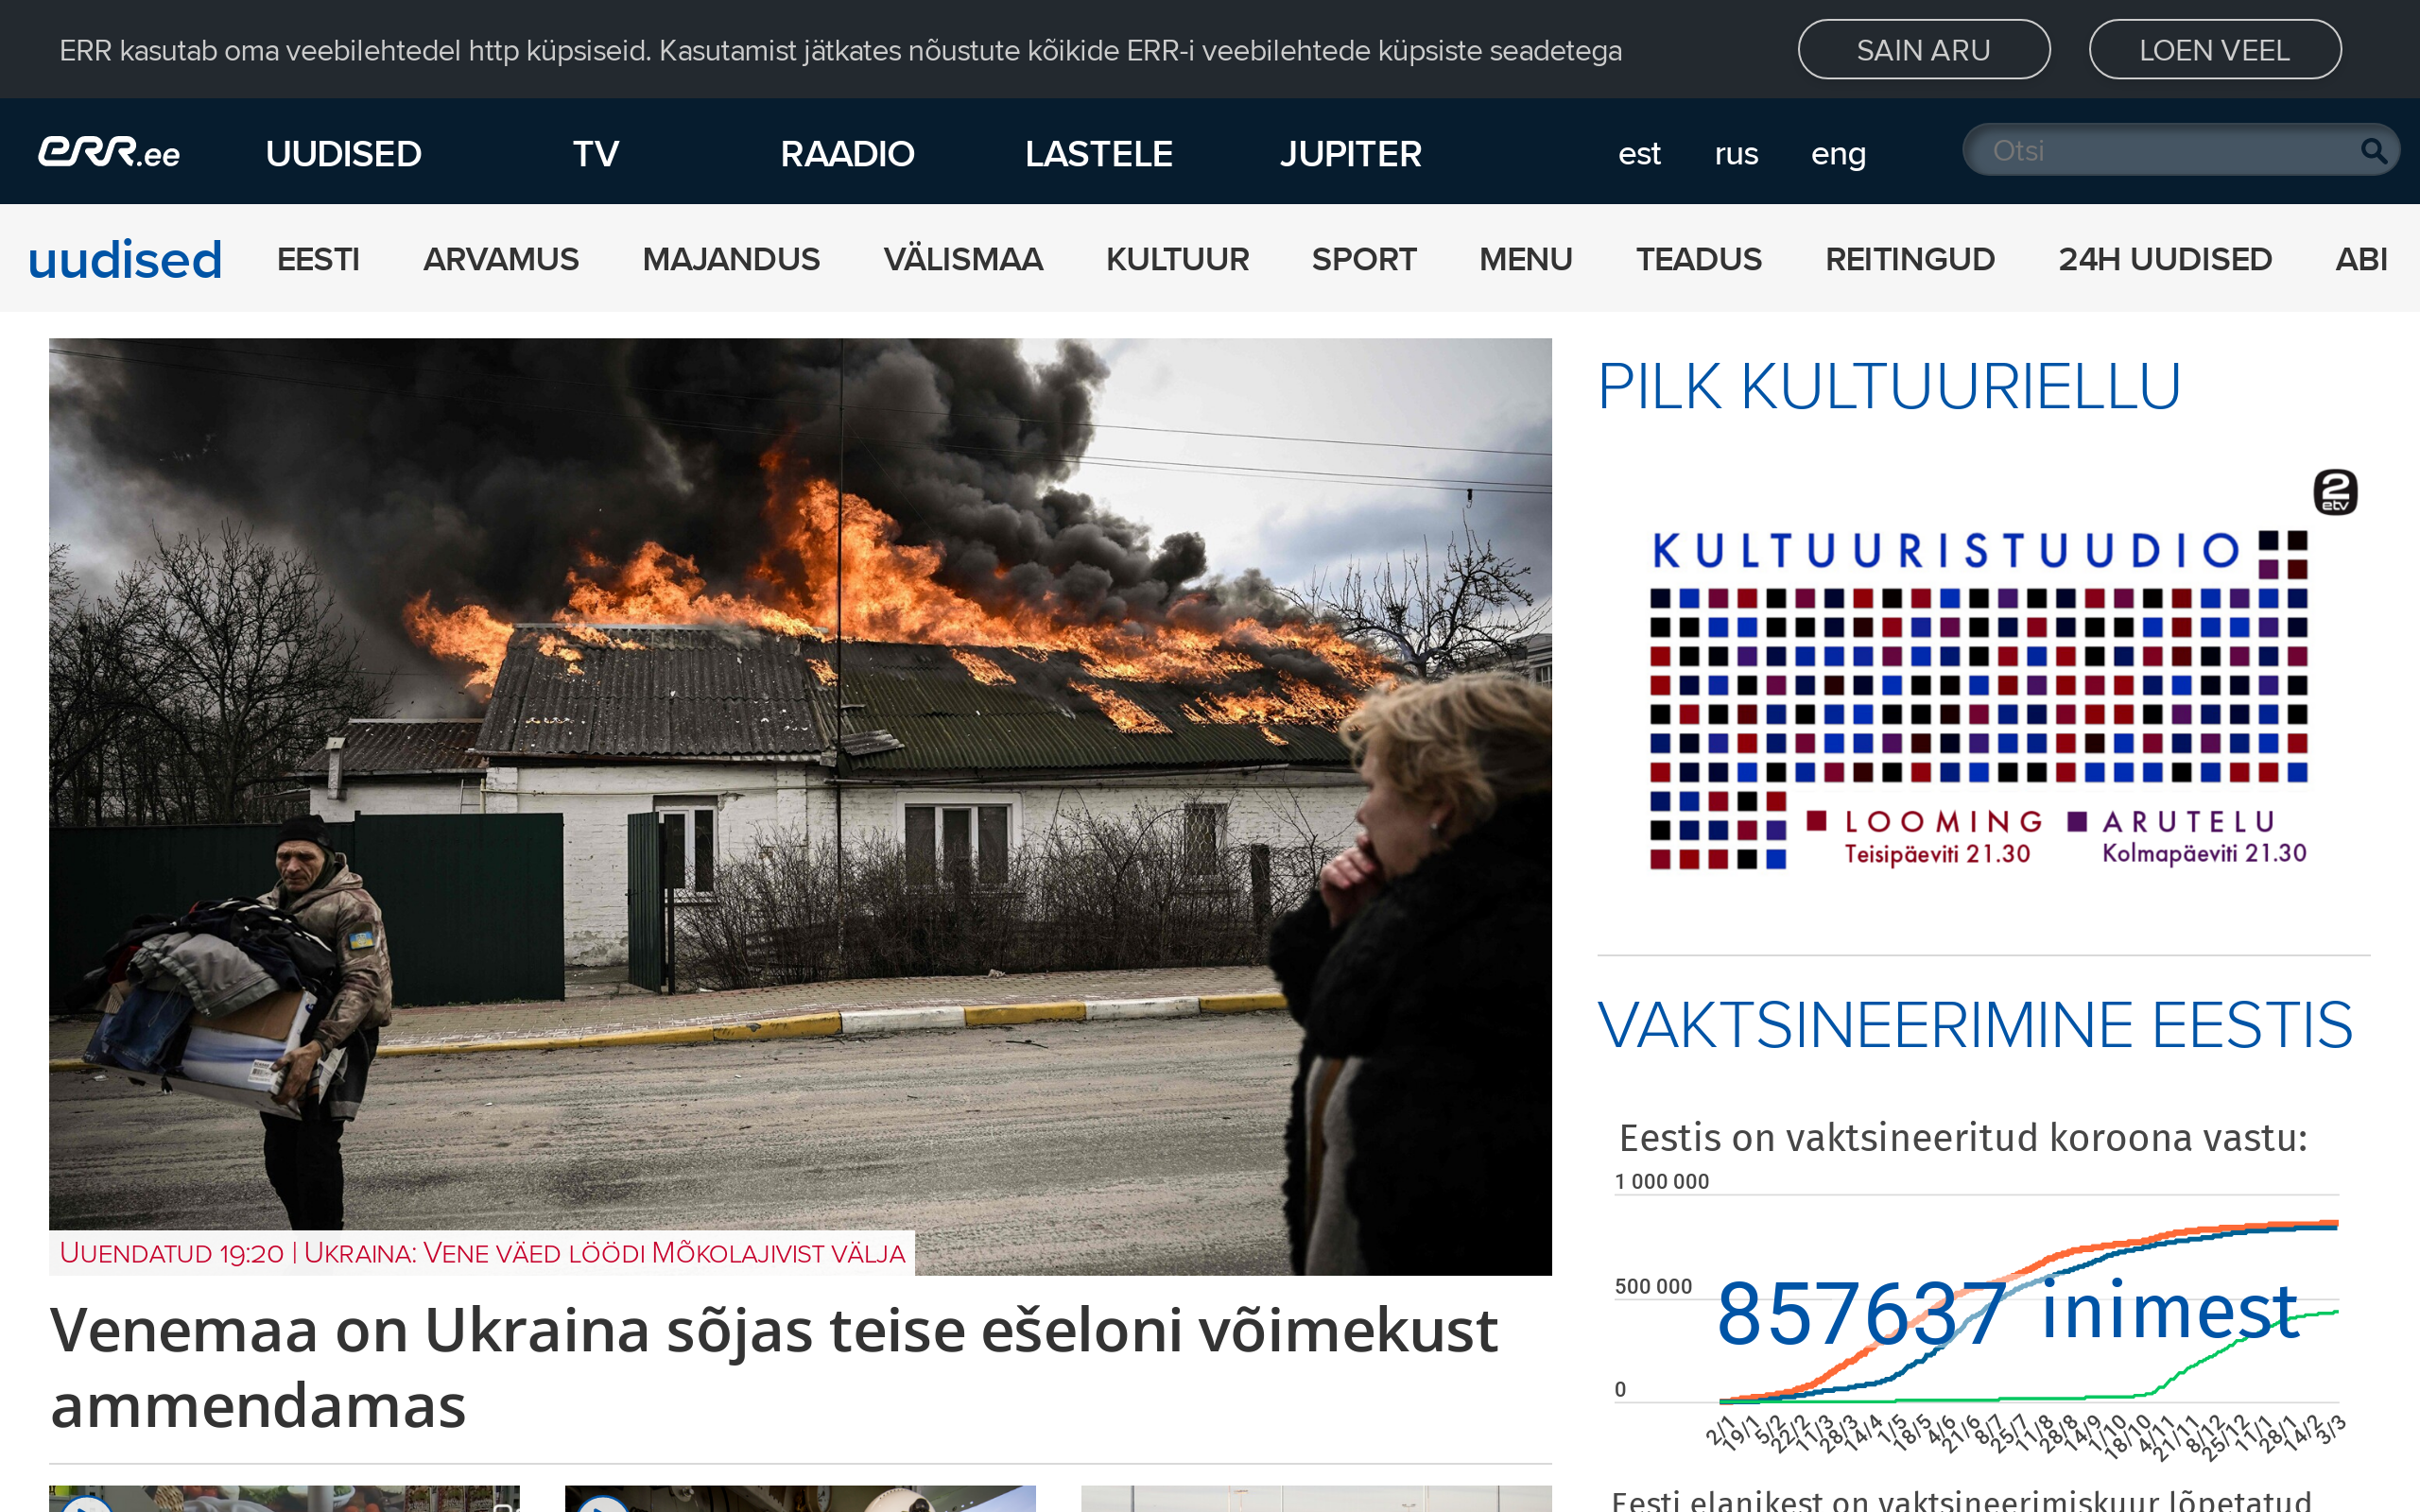 ERR kasutab oma veebilehtedel http küpsiseid. Kasutamist jätkates nõustute kõikide ERR-i veebilehtede küpsiste seadetega
SAIN ARU
LOEN VEEL
err.ee
UUDISED
TV
RAADIO
LASTELE
JUPITER
est
rus
eng
Otsi
uudised
EESTI
ARVAMUS
MAJANDUS
VÄLISMAA
KULTUUR
SPORT
MENU
TEADUS
REITINGUD
24H UUDISED
ABI
UUENDATUD 19:20 | UKRAINA: VENE VÄED LÖÖDI MÕKOLAJIVIST VÄLJA
Venemaa on Ukraina sõjas teise ešeloni võimekust
ammendamas
PILK KULTUURIELLU
2
etv
KULTUURISTUUDIO
LOOMING
Teisipäeviti 21.30
ARUTELU
Kolmapäeviti 21.30
VAKTSINEERIMINE EESTIS
Eestis on vaktsineeritud koroona vastu:
1 000 000
500 000
857637 inimest
0
2/1
19/1
5/2
22/2
11/3
28/3
14/4
1/5
18/5
4/6
21/6
8/7
25/7
11/8
28/8
14/9
1/10
18/10
4/11
21/11
8/12
25/12
11/1
28/1
14/2
3/3
Eesti elanikest on vaktsineerimiskuur lõpetatud